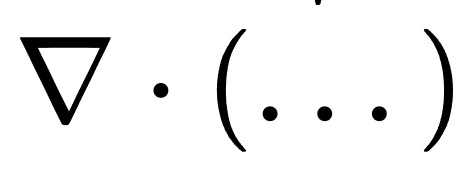 ∇ · (. . .)